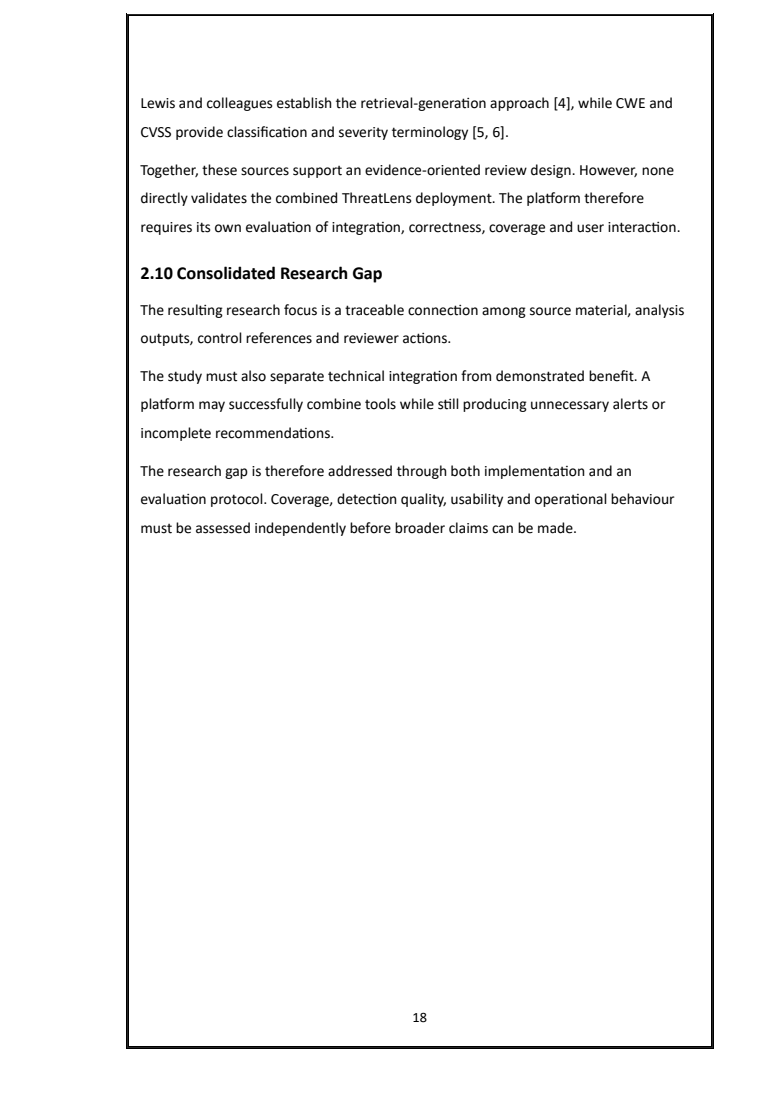 Lewis and colleagues establish the retrieval-generation approach [4], while CWE and
CVSS provide classification and severity terminology [5, 6].
Together, these sources support an evidence-oriented review design. However, none
directly validates the combined ThreatLens deployment. The platform therefore
requires its own evaluation of integration, correctness, coverage and user interaction.
2.10 Consolidated Research Gap
The resulting research focus is a traceable connection among source material, analysis
outputs, control references and reviewer actions.
The study must also separate technical integration from demonstrated benefit. A
platform may successfully combine tools while still producing unnecessary alerts or
incomplete recommendations.
The research gap is therefore addressed through both implementation and an
evaluation protocol. Coverage, detection quality, usability and operational behaviour
must be assessed independently before broader claims can be made.
18